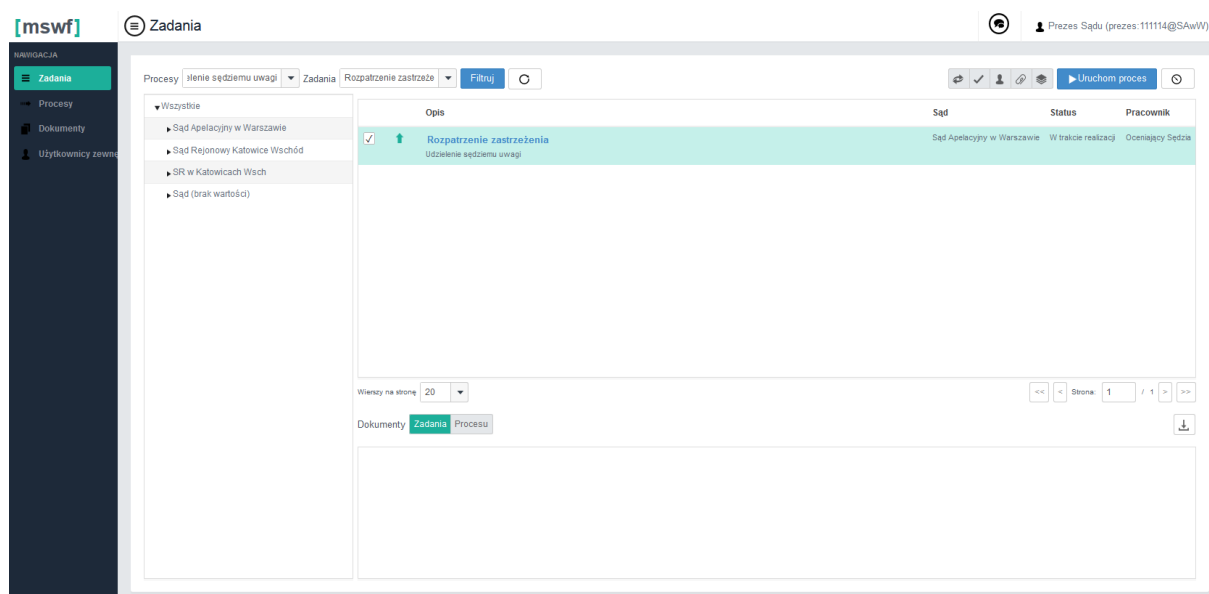 [mswf]
Zadania
Prezes Sądu (prezes:111114@SAwW)
NAWIGACJA
Zadania
Procesy
Dokumenty
Użytkownicy zewnę
Procesy elenie sędziemu uwagi Zadania Rozpatrzenie zastrzeże Filtruj
Uruchom proces
Wszystkie
Sąd Apelacyjny w Warszawie
Sąd Rejonowy Katowice Wschód
SR w Katowicach Wsch
Sąd (brak wartości)
Opis Sąd Status Pracownik
Rozpatrzenie zastrzeżenia Sąd Apelacyjny w Warszawie W trakcie realizacji Oceniający Sędzia
Udzielenie sędziemu uwagi
Wierszy na stronę 20
<< < Strona: 1 / 1 > >>
Dokumenty Zadania Procesu